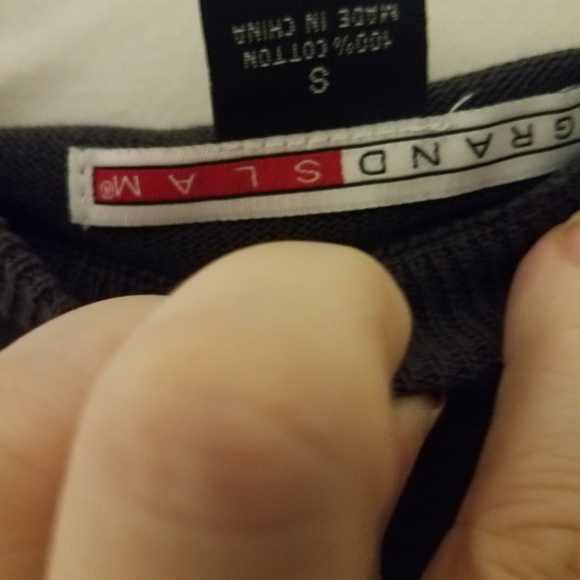 GRAND SLAM®
S
100% COTTON
MADE IN CHINA